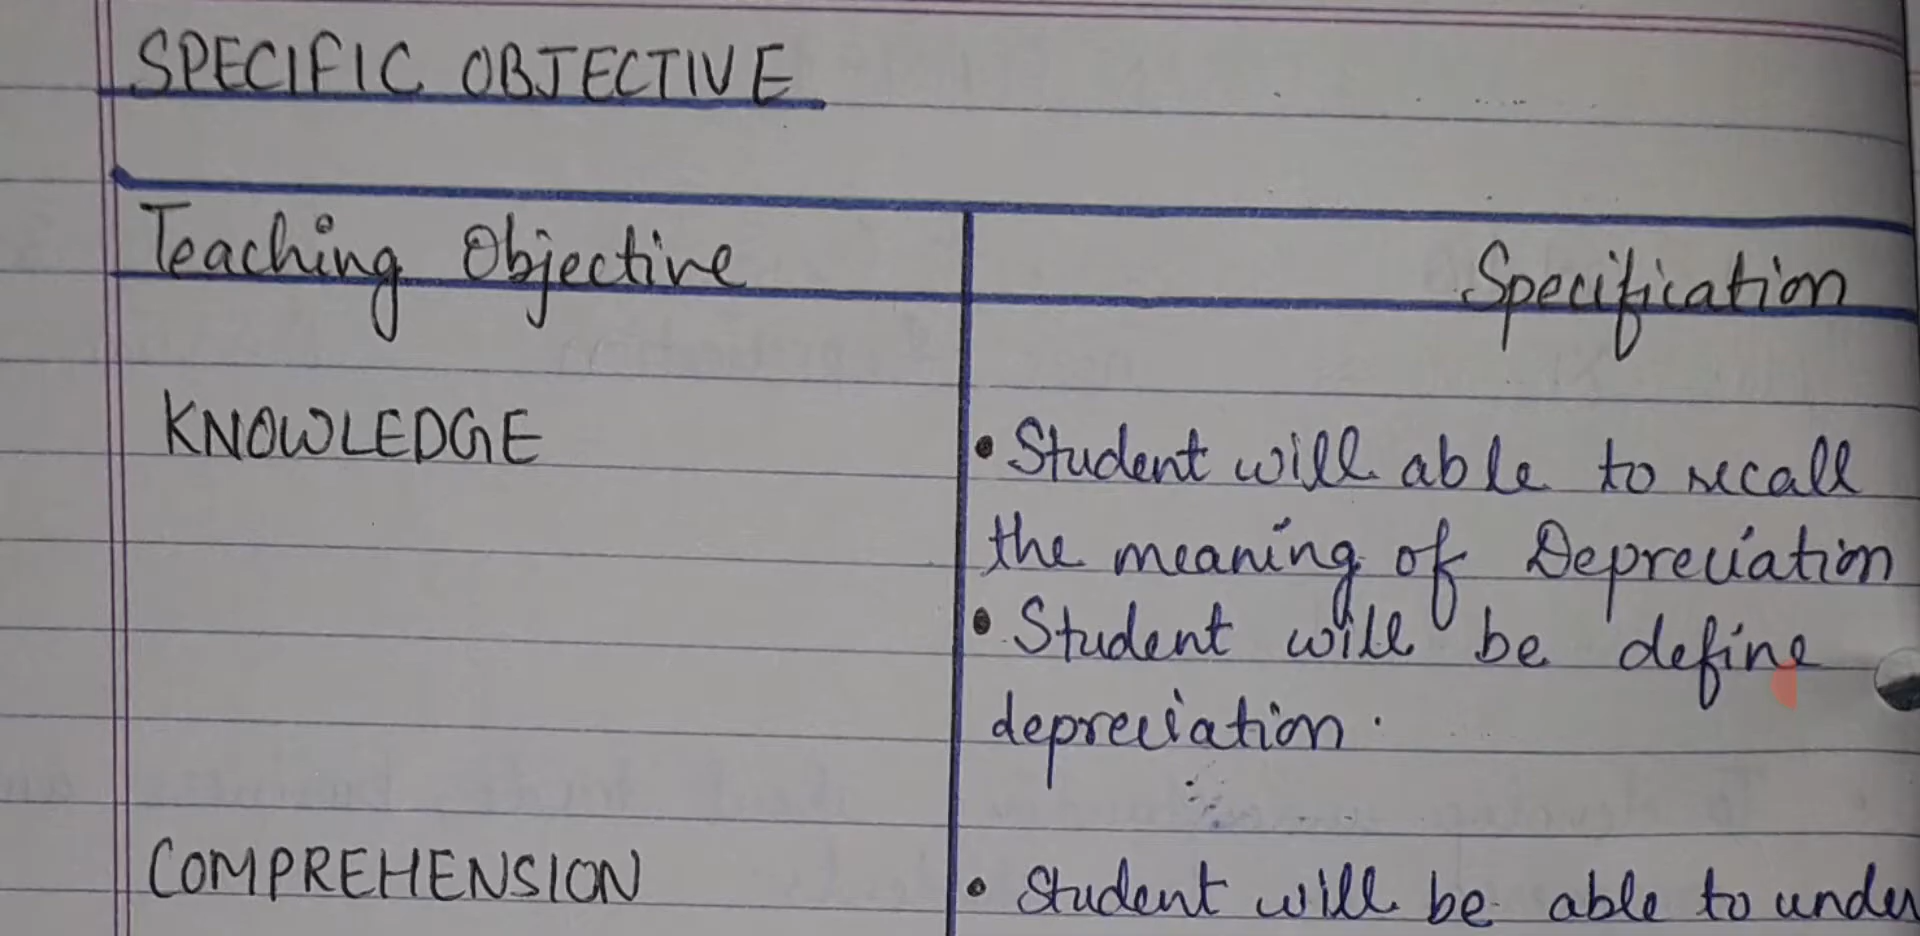 SPECIFIC OBJECTIVE
Teaching Objective Specification
KNOWLEDGE • Student will able to recall
the meaning of Depreciation
• Student will be define
depreciation.
COMPREHENSION • Student will be able to under